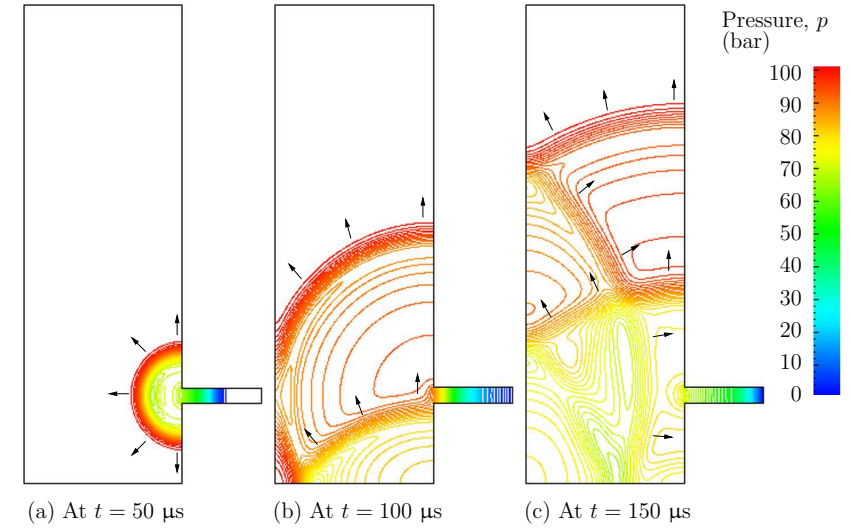 Pressure, p
(bar)
100
90
80
70
60
50
40
30
20
10
0
(a) At t = 50 µs
(b) At t = 100 µs
(c) At t = 150 µs